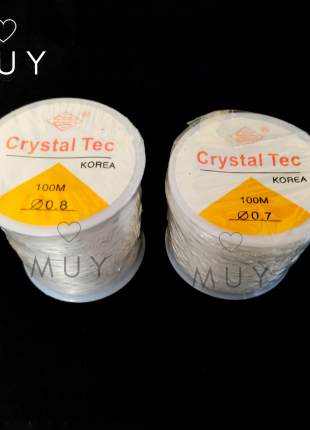 MUY
®
Crystal Tec
KOREA
100M
Ø0.8
®
Crystal Tec
KOREA
100M
Ø0.7
MUY
MUY